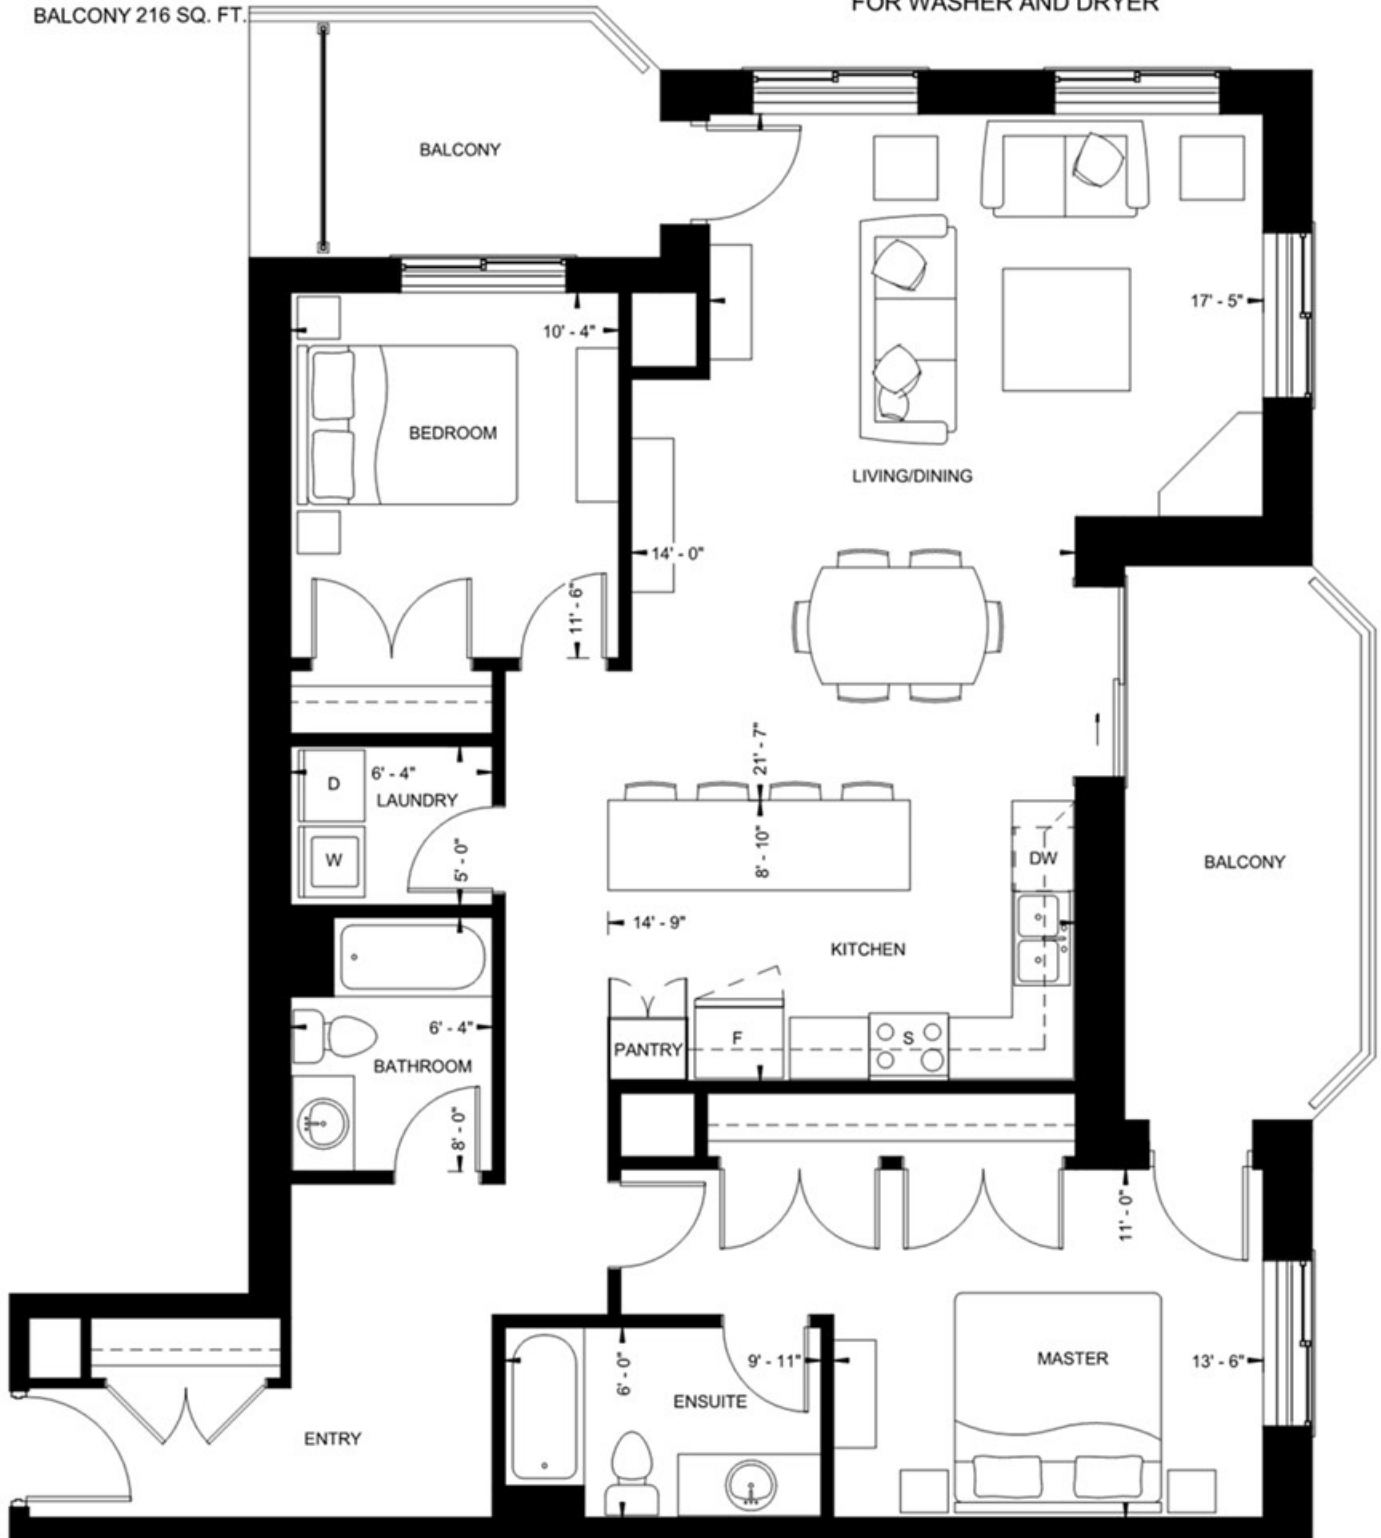 FOR WASHER AND DRYER
BALCONY 216 SQ. FT.
BALCONY
17' - 5"
10' - 4"
BEDROOM
LIVING/DINING
14' - 0"
11' - 6"
21' - 7"
6' - 4"
D
LAUNDRY
5' - 0"
W
8' - 10"
DW
BALCONY
14' - 9"
KITCHEN
6' - 4"
PANTRY
F
S
BATHROOM
8' - 0"
11' - 0"
MASTER
13' - 6"
9' - 11"
6' - 0"
ENSUITE
ENTRY